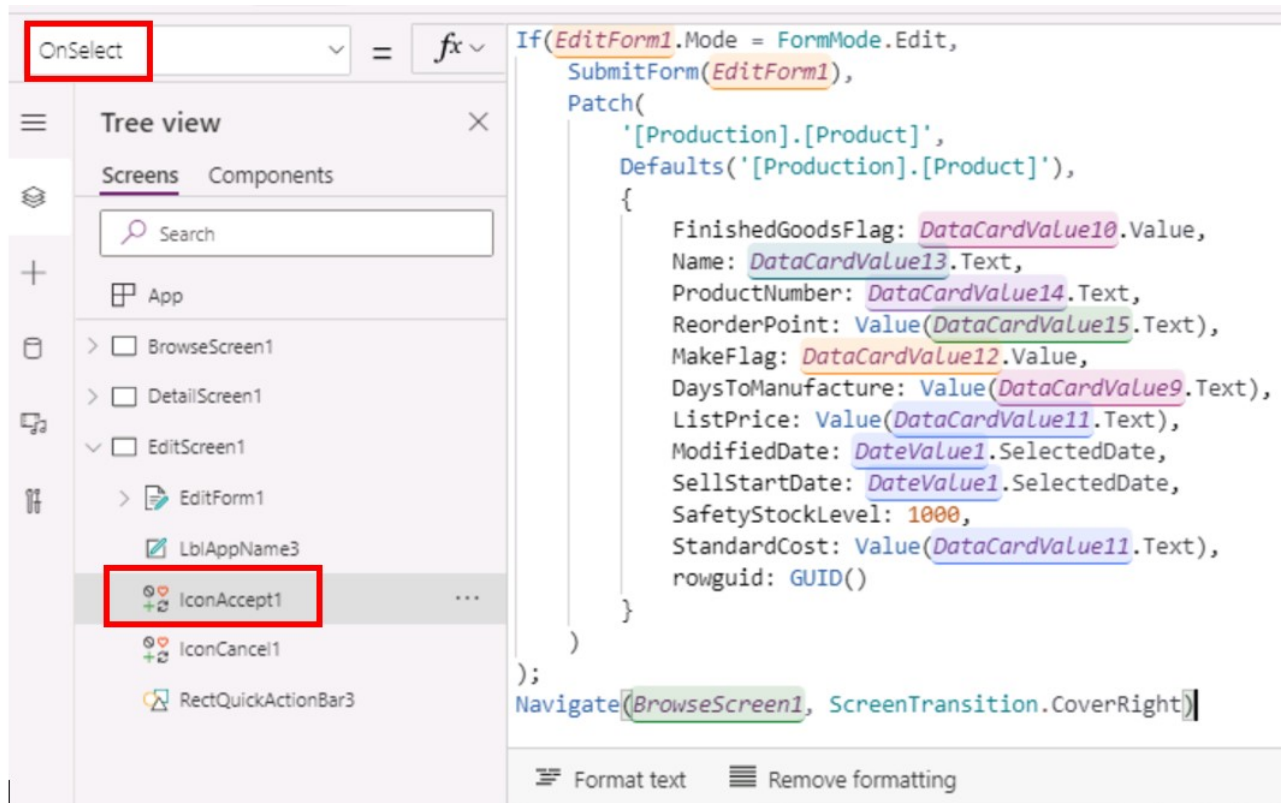 OnSelect
=
fx
Tree view
Screens Components
Search
App
BrowseScreen1
DetailScreen1
EditScreen1
EditForm1
LblAppName3
IconAccept1
...
IconCancel1
RectQuickActionBar3
If(EditForm1.Mode = FormMode.Edit,
SubmitForm(EditForm1),
Patch(
'[Production].[Product]',
Defaults('[Production].[Product]'),
{
FinishedGoodsFlag: DataCardValue10.Value,
Name: DataCardValue13.Text,
ProductNumber: DataCardValue14.Text,
ReorderPoint: Value(DataCardValue15.Text),
MakeFlag: DataCardValue12.Value,
DaysToManufacture: Value(DataCardValue9.Text),
ListPrice: Value(DataCardValue11.Text),
ModifiedDate: DateValue1.SelectedDate,
SellStartDate: DateValue1.SelectedDate,
SafetyStockLevel: 1000,
StandardCost: Value(DataCardValue11.Text),
rowguid: GUID()
}
)
);
Navigate(BrowseScreen1, ScreenTransition.CoverRight)
Format text Remove formatting